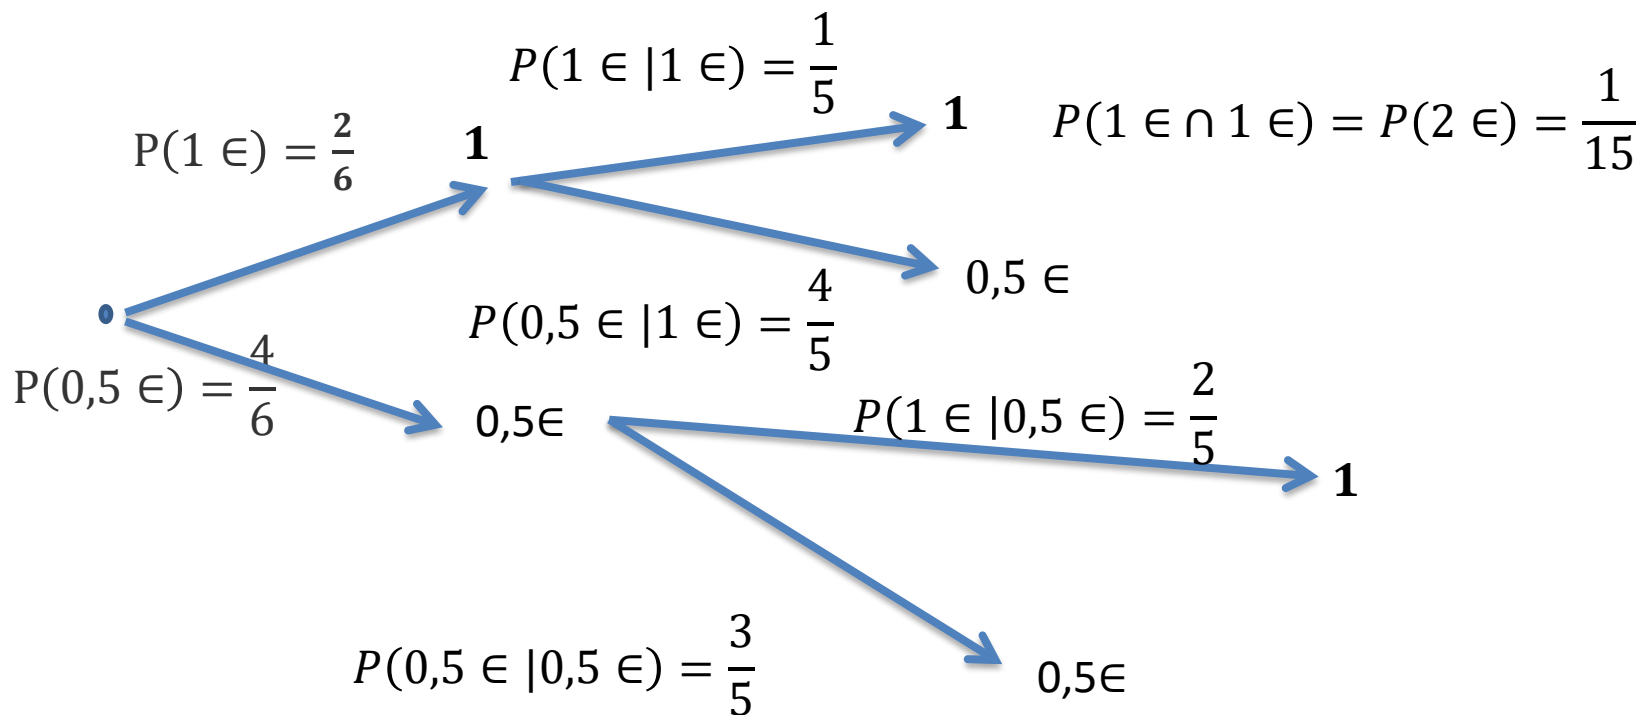 P(1 ∈ |1 ∈) = 1/5
1
P(1 ∈ ∩ 1 ∈) = P(2 ∈) = 1/15
P(1 ∈) = 2/6
1
0,5 ∈
P(0,5 ∈ |1 ∈) = 4/5
P(0,5 ∈) = 4/6
0,5∈
P(1 ∈ |0,5 ∈) = 2/5
1
P(0,5 ∈ |0,5 ∈) = 3/5
0,5∈